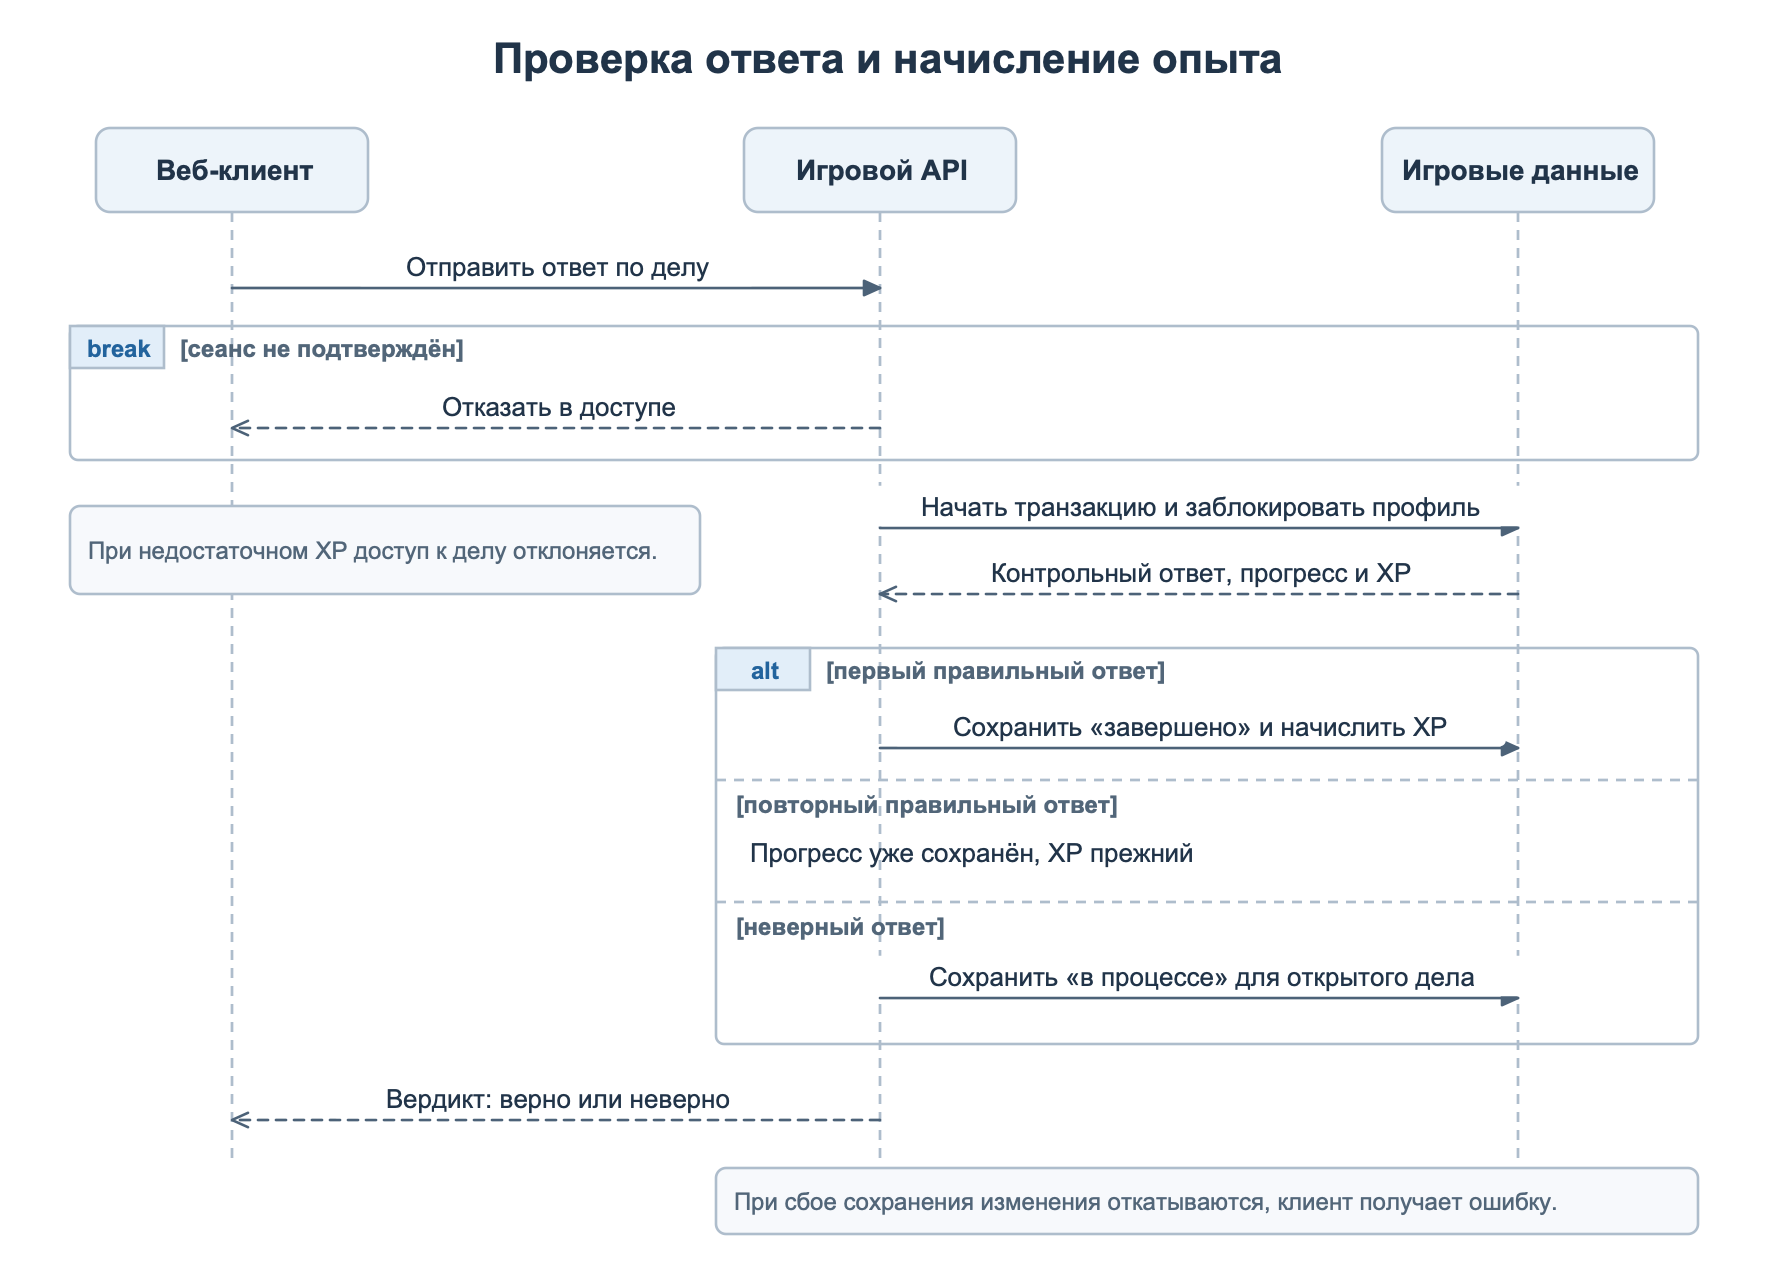 Проверка ответа и начисление опыта
Веб-клиент
Игровой API
Игровые данные
Отправить ответ по делу
break
[сеанс не подтверждён]
Отказать в доступе
Начать транзакцию и заблокировать профиль
При недостаточном XP доступ к делу отклоняется.
Контрольный ответ, прогресс и XP
alt
[первый правильный ответ]
Сохранить «завершено» и начислить XP
[повторный правильный ответ]
Прогресс уже сохранён, XP прежний
[неверный ответ]
Сохранить «в процессе» для открытого дела
Вердикт: верно или неверно
При сбое сохранения изменения откатываются, клиент получает ошибку.